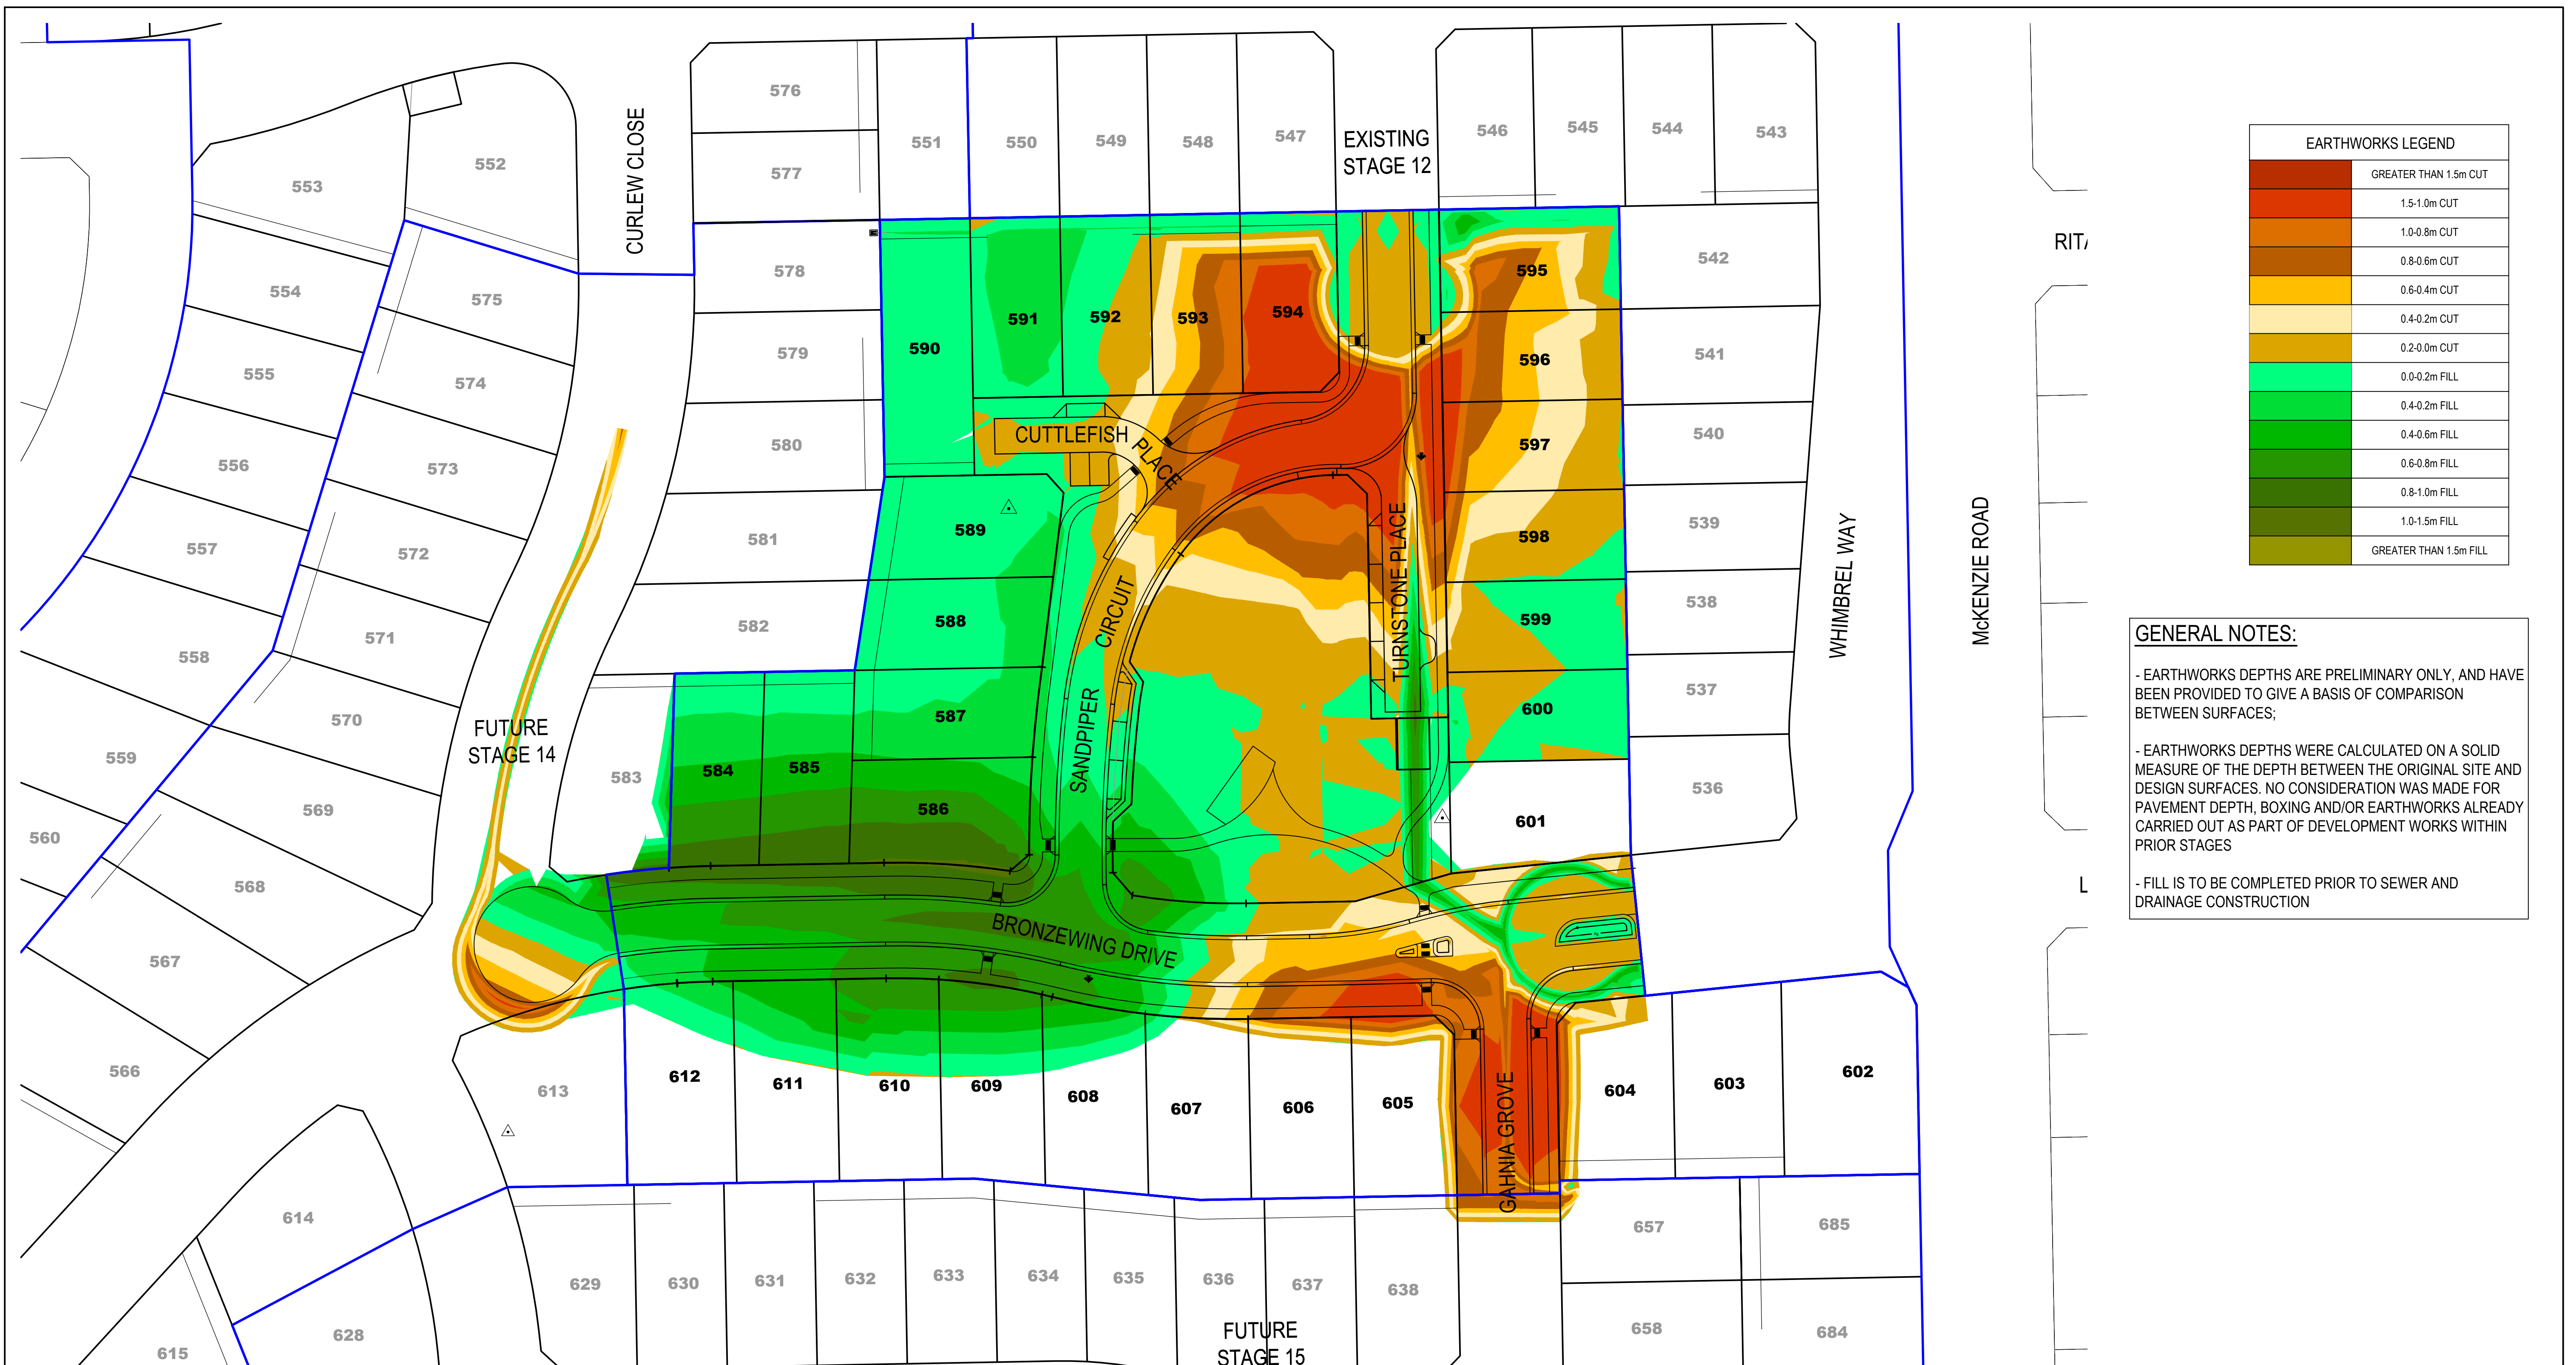 576
577
551
550
549
548
547
EXISTING
STAGE 12
546
545
544
543
553
552
CURLEW CLOSE
554
575
578
542
RITA
555
574
579
541
556
573
580
540
557
572
581
539
558
571
582
538
559
570
583
537
560
569
536
568
567
566
FUTURE
STAGE 14
590
591
592
593
594
595
596
597
598
599
600
601
589
588
587
586
585
584
CUTTLEFISH
PLACE
SANDPIPER
CIRCUIT
TURNSTONE PLACE
BRONZEWING DRIVE
GAHNIA GROVE
WHIMBREL WAY
McKENZIE ROAD
L
613
612
611
610
609
608
607
606
605
604
603
602
614
615
628
629
630
631
632
633
634
635
636
637
638
657
685
658
684
FUTURE
STAGE 15
EARTHWORKS LEGEND
GREATER THAN 1.5m CUT
1.5-1.0m CUT
1.0-0.8m CUT
0.8-0.6m CUT
0.6-0.4m CUT
0.4-0.2m CUT
0.2-0.0m CUT
0.0-0.2m FILL
0.4-0.2m FILL
0.4-0.6m FILL
0.6-0.8m FILL
0.8-1.0m FILL
1.0-1.5m FILL
GREATER THAN 1.5m FILL
GENERAL NOTES:
- EARTHWORKS DEPTHS ARE PRELIMINARY ONLY, AND HAVE
BEEN PROVIDED TO GIVE A BASIS OF COMPARISON
BETWEEN SURFACES;
- EARTHWORKS DEPTHS WERE CALCULATED ON A SOLID
MEASURE OF THE DEPTH BETWEEN THE ORIGINAL SITE AND
DESIGN SURFACES. NO CONSIDERATION WAS MADE FOR
PAVEMENT DEPTH, BOXING AND/OR EARTHWORKS ALREADY
CARRIED OUT AS PART OF DEVELOPMENT WORKS WITHIN
PRIOR STAGES
- FILL IS TO BE COMPLETED PRIOR TO SEWER AND
DRAINAGE CONSTRUCTION